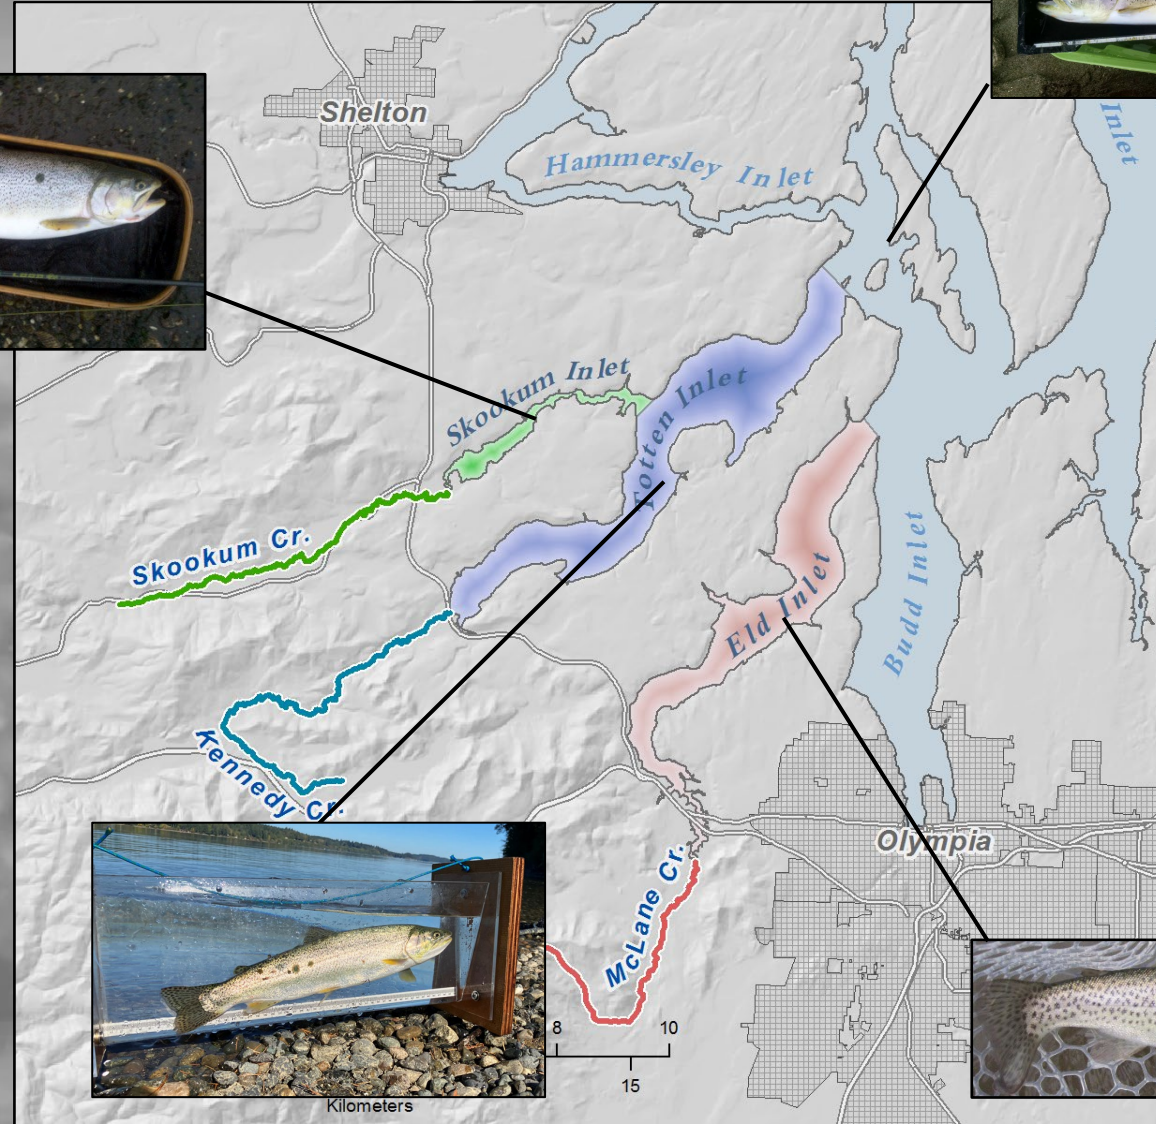 Shelton
Hammersley Inlet
Inlet
Skookum Inlet
Totten Inlet
Skookum Cr.
Eld Inlet
Budd Inlet
Kennedy Cr.
Olympia
McLane Cr.
8 10
15
Kilometers